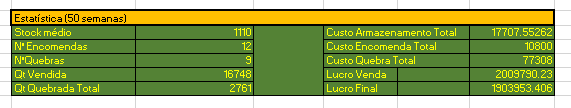 Estatística (50 semanas)
Stock médio 1110 Custo Armazenamento Total 17707.55262
Nº Encomendas 12 Custo Encomenda Total 10800
NºQuebras 9 Custo Quebra Total 77308
Qt Vendida 16748 Lucro Venda 2009790.23
Qt Quebrada Total 2761 Lucro Final 1903953.406